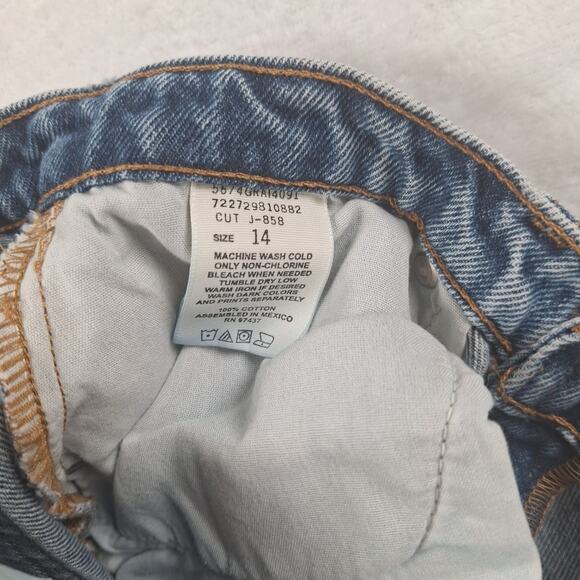 5674GRAI4091
722729810882
CUT J-858
SIZE 14
MACHINE WASH COLD
ONLY NON-CHLORINE
BLEACH WHEN NEEDED
TUMBLE DRY LOW
WARM IRON IF DESIRED
WASH DARK COLORS
AND PRINTS SEPARATELY
100% COTTON
ASSEMBLED IN MEXICO
RN 67437